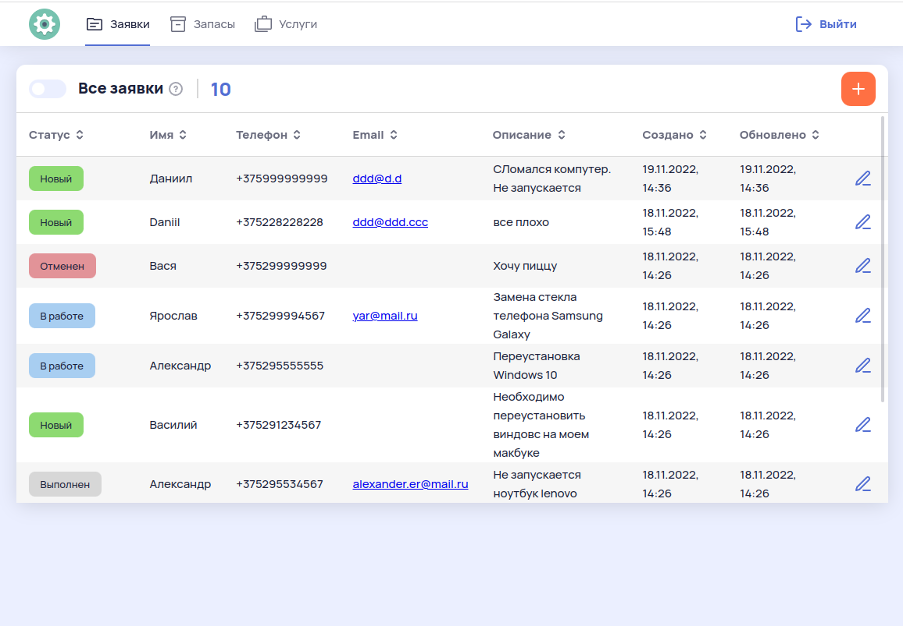 Заявки Запасы Услуги Выйти
Все заявки ? 10
Статус Имя Телефон Email Описание Создано Обновлено
Новый Даниил +375999999999 ddd@d.d СЛомался компутер. Не запускается 19.11.2022, 14:36 19.11.2022, 14:36
Новый Daniil +375228228228 ddd@ddd.ccc все плохо 18.11.2022, 15:48 18.11.2022, 15:48
Отменен Вася +375299999999 Хочу пиццу 18.11.2022, 14:26 18.11.2022, 14:26
В работе Ярослав +375299994567 yar@mail.ru Замена стекла телефона Samsung Galaxy 18.11.2022, 14:26 18.11.2022, 14:26
В работе Александр +375295555555 Переустановка Windows 10 18.11.2022, 14:26 18.11.2022, 14:26
Новый Василий +375291234567 Необходимо переустановить виндовс на моем макбуке 18.11.2022, 14:26 18.11.2022, 14:26
Выполнен Александр +375295534567 alexander.er@mail.ru Не запускается ноутбук lenovo 18.11.2022, 14:26 18.11.2022, 14:26